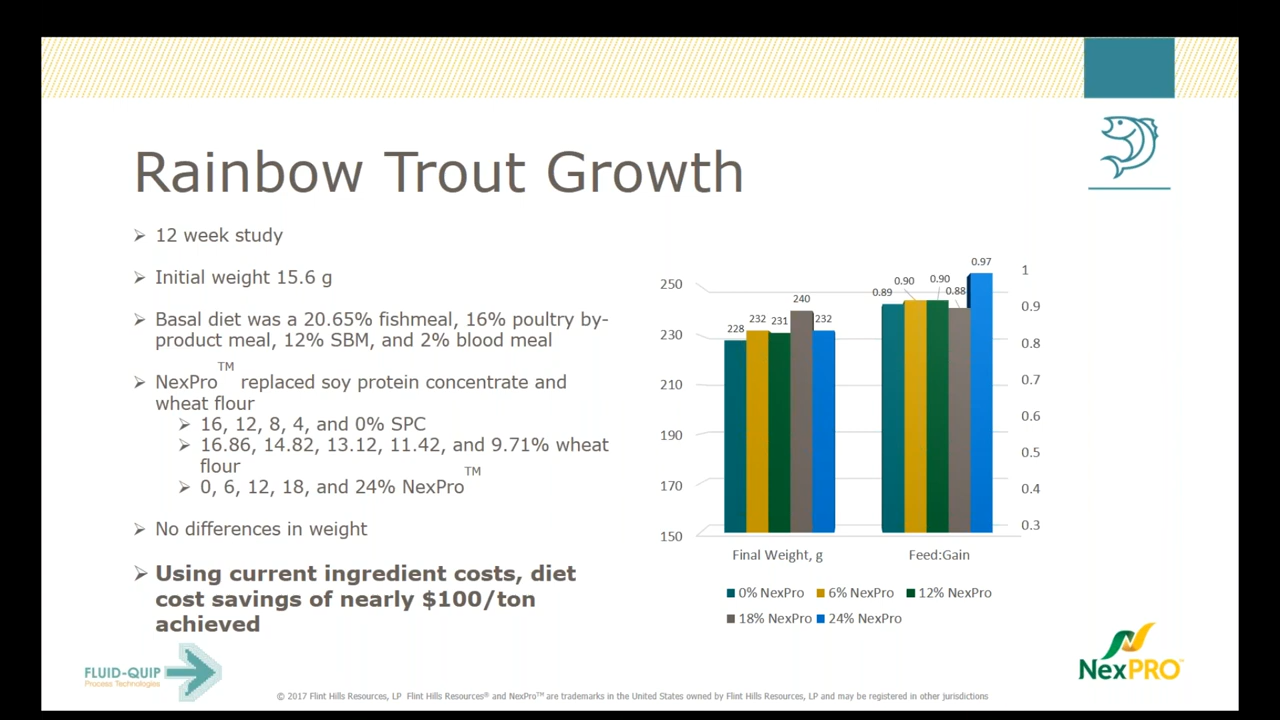 Rainbow Trout Growth
➢ 12 week study
➢ Initial weight 15.6 g
➢ Basal diet was a 20.65% fishmeal, 16% poultry by-
product meal, 12% SBM, and 2% blood meal
➢ NexPro™ replaced soy protein concentrate and
wheat flour
➢ 16, 12, 8, 4, and 0% SPC
➢ 16.86, 14.82, 13.12, 11.42, and 9.71% wheat
flour
➢ 0, 6, 12, 18, and 24% NexPro™
➢ No differences in weight
➢ Using current ingredient costs, diet
cost savings of nearly $100/ton
achieved
250
230
210
190
170
150
228
232
231
240
232
0.89
0.90
0.90
0.88
0.97
1
0.9
0.8
0.7
0.6
0.5
0.4
0.3
Final Weight, g
Feed:Gain
0% NexPro 6% NexPro 12% NexPro
18% NexPro 24% NexPro
FLUID-QUIP
Process Technologies
© 2017 Flint Hills Resources, LP Flint Hills Resources® and NexPro™ are trademarks in the United States owned by Flint Hills Resources, LP and may be registered in other jurisdictions
NexPRO™